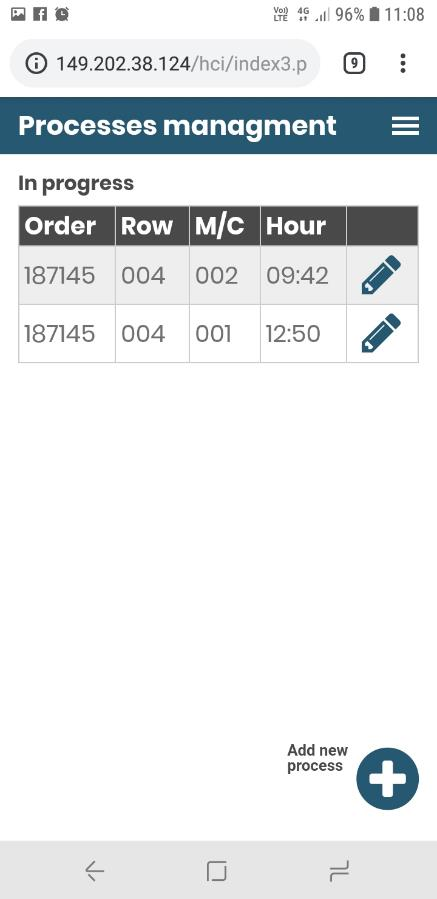 Vo)) 4G 96% 11:08
LTE
149.202.38.124/hci/index3.p 9
Processes managment
In progress
Order Row M/C Hour
187145 004 002 09:42
187145 004 001 12:50
Add new
process